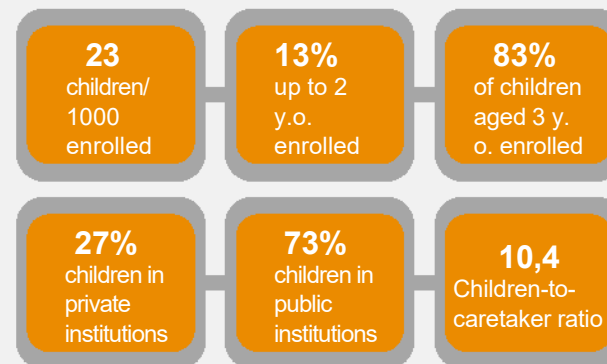 23
children/
1000
enrolled
13%
up to 2
y.o.
enrolled
83%
of children
aged 3 y.
o. enrolled
27%
children in
private
institutions
73%
children in
public
institutions
10,4
Children-to-
caretaker ratio